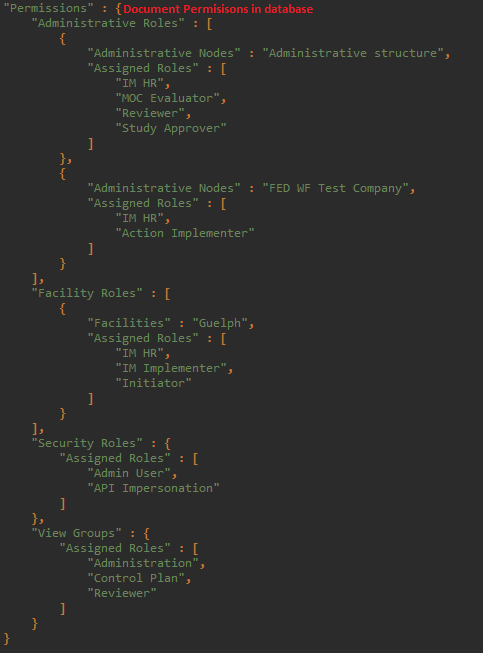 "Permissions" : {Document Permisisons in database
"Administrative Roles" : [
{
"Administrative Nodes" : "Administrative structure",
"Assigned Roles" : [
"IM HR",
"MOC Evaluator",
"Reviewer",
"Study Approver"
]
},
{
"Administrative Nodes" : "FED WF Test Company",
"Assigned Roles" : [
"IM HR",
"Action Implementer"
]
}
],
"Facility Roles" : [
{
"Facilities" : "Guelph",
"Assigned Roles" : [
"IM HR",
"IM Implementer",
"Initiator"
]
}
],
"Security Roles" : {
"Assigned Roles" : [
"Admin User",
"API Impersonation"
]
},
"View Groups" : {
"Assigned Roles" : [
"Administration",
"Control Plan",
"Reviewer"
]
}
}